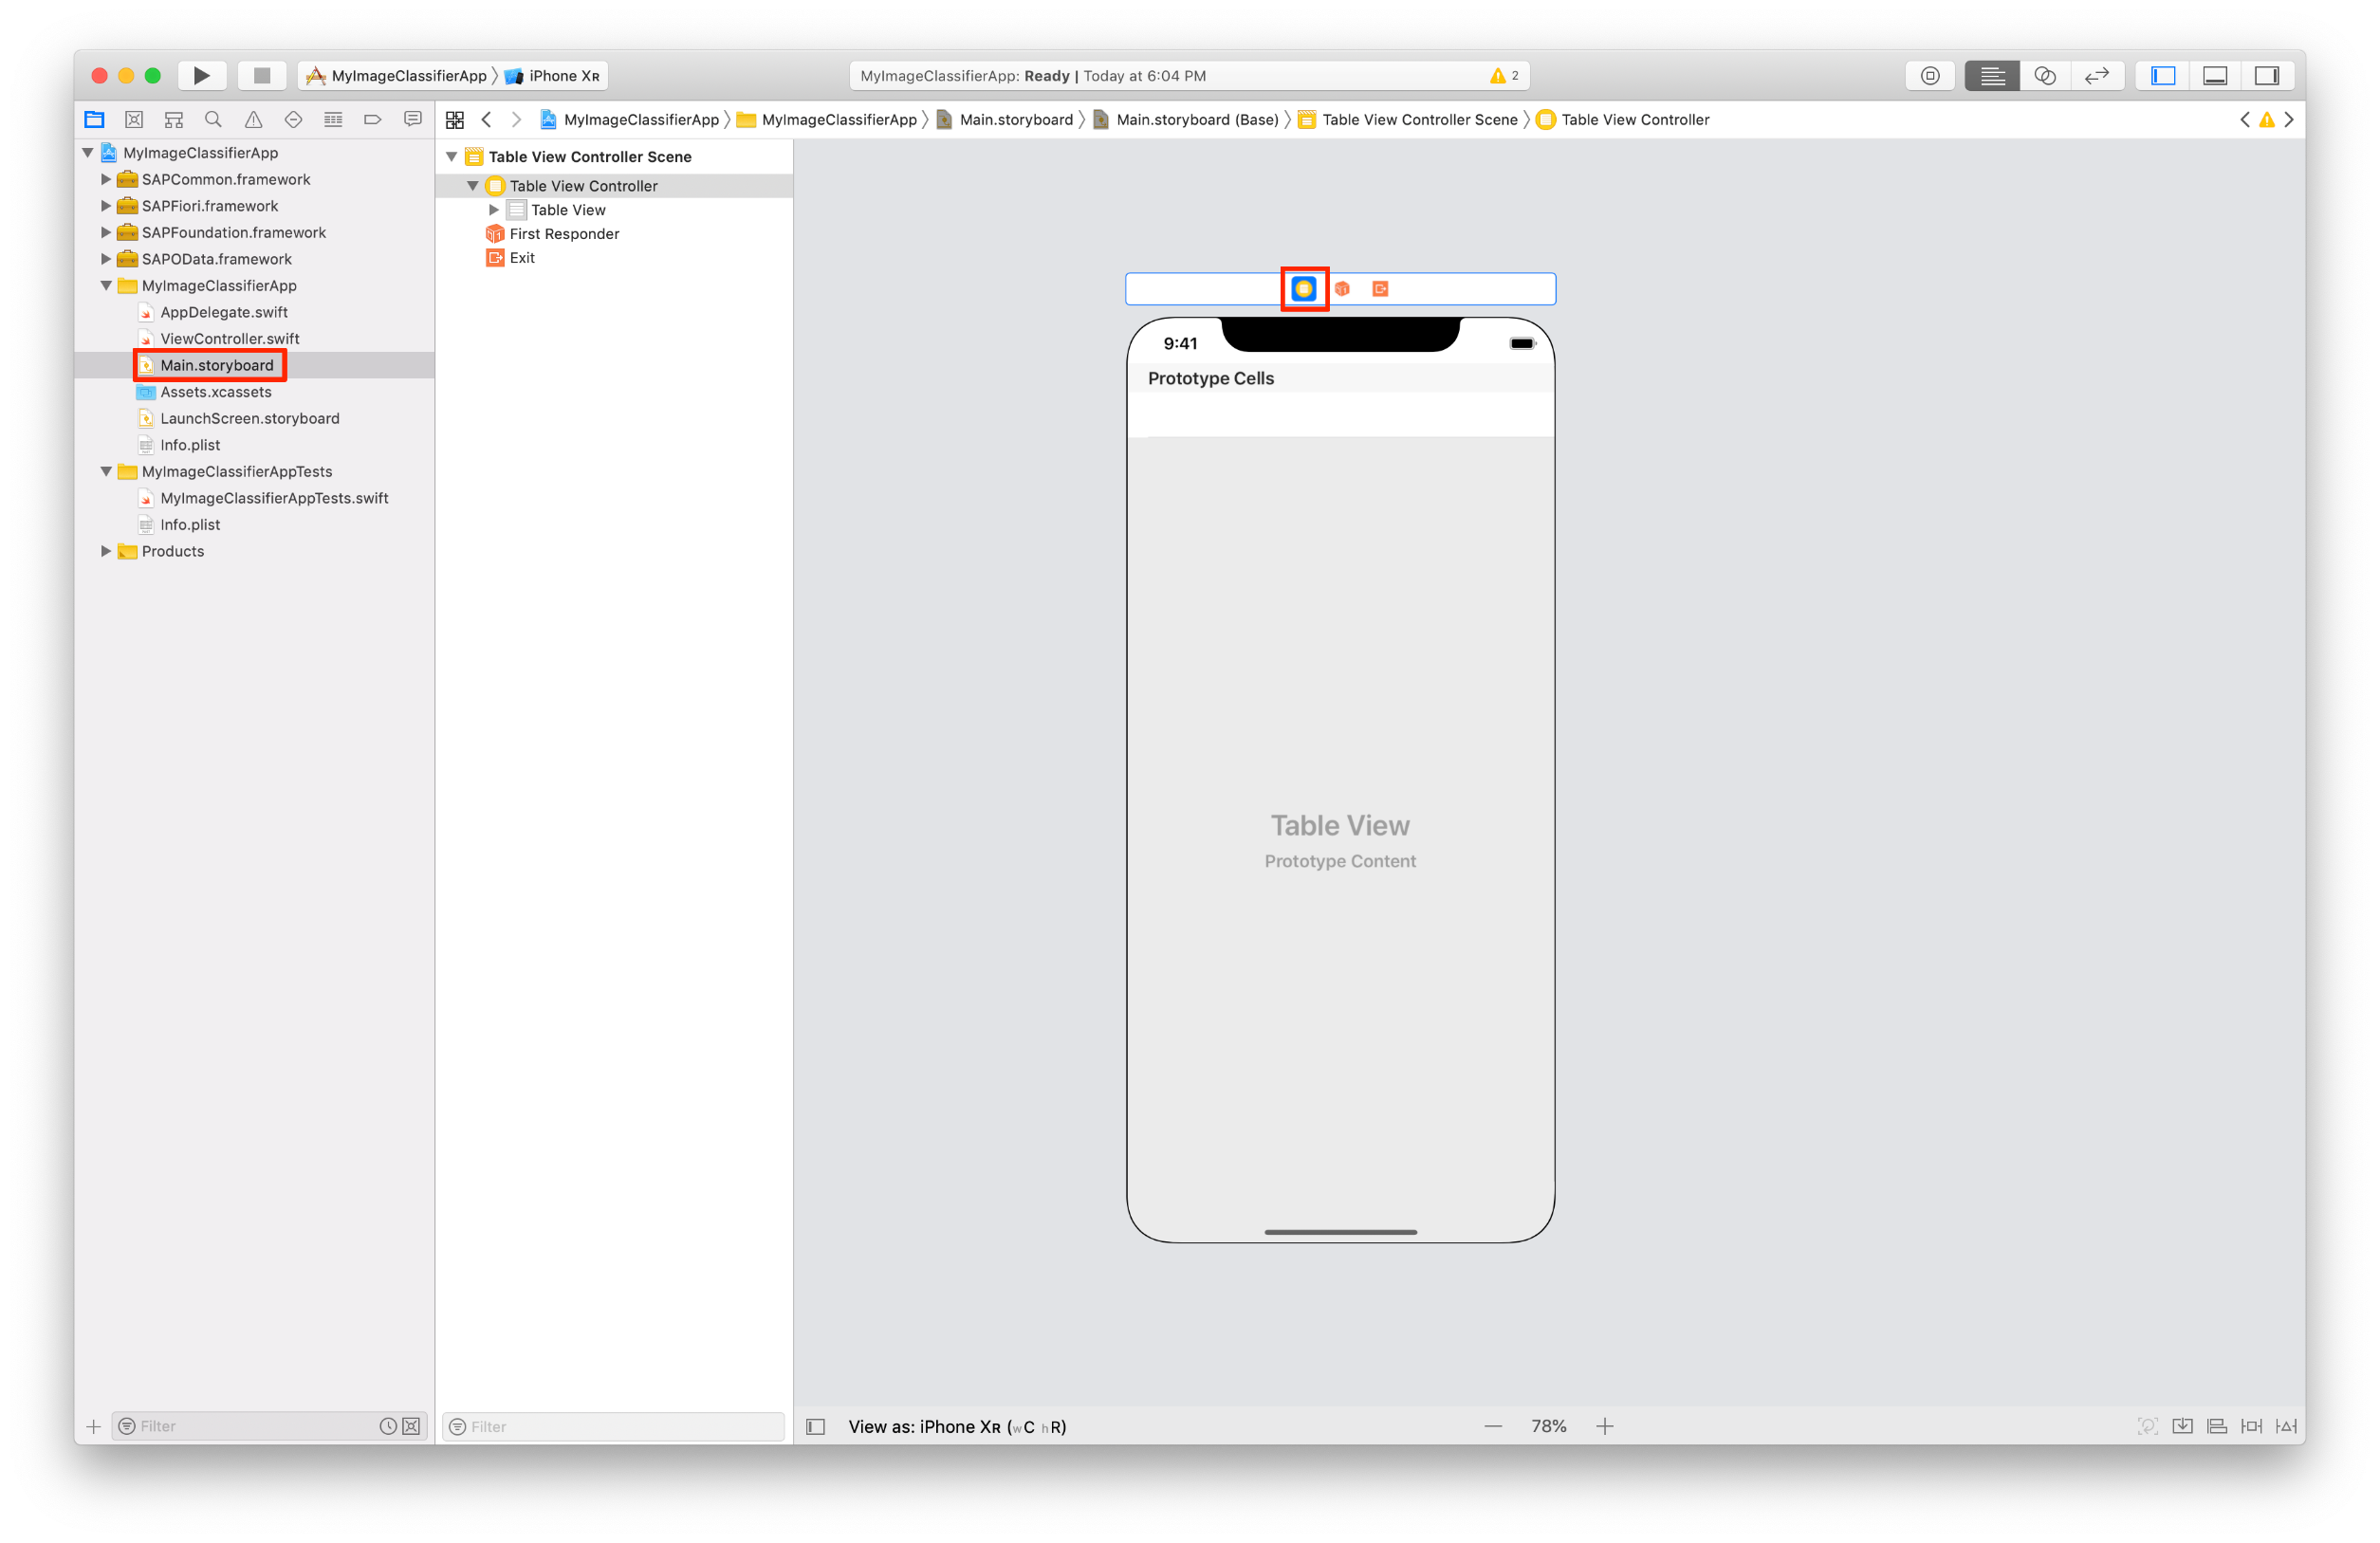 MyImageClassifierApp 〉 iPhone Xʀ
MyImageClassifierApp: Ready | Today at 6:04 PM
2
MyImageClassifierApp 〉 MyImageClassifierApp 〉 Main.storyboard 〉 Main.storyboard (Base) 〉 Table View Controller Scene 〉 Table View Controller
MyImageClassifierApp
SAPCommon.framework
SAPFiori.framework
SAPFoundation.framework
SAPOData.framework
MyImageClassifierApp
AppDelegate.swift
ViewController.swift
Main.storyboard
Assets.xcassets
LaunchScreen.storyboard
Info.plist
MyImageClassifierAppTests
MyImageClassifierAppTests.swift
Info.plist
Products
Filter
Table View Controller Scene
Table View Controller
Table View
First Responder
Exit
Filter
9:41
Prototype Cells
Table View
Prototype Content
View as: iPhone Xʀ (wC hR)
78%